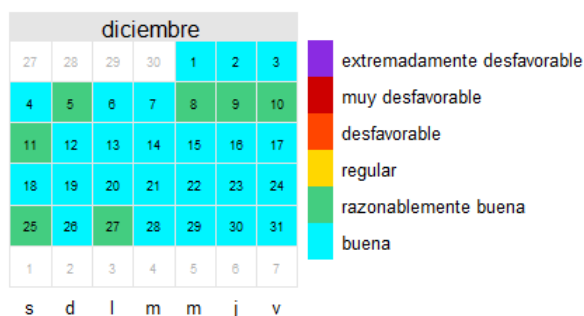 diciembre
27 28 29 30 1 2 3
4 5 6 7 8 9 10
11 12 13 14 15 16 17
18 19 20 21 22 23 24
25 26 27 28 29 30 31
1 2 3 4 5 6 7
s d l m m j v
extremadamente desfavorable
muy desfavorable
desfavorable
regular
razonablemente buena
buena